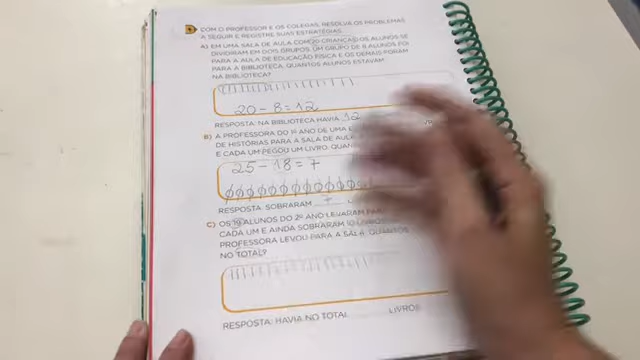 COM O PROFESSOR E OS COLEGAS, RESOLVA OS PROBLEMAS
A SEGUIR E REGISTRE SUAS ESTRATÉGIAS.
A) EM UMA SALA DE AULA COM 20 CRIANÇAS, OS ALUNOS SE
DIVIDIRAM EM DOIS GRUPOS. UM GRUPO DE 8 ALUNOS FOI
PARA A AULA DE EDUCAÇÃO FÍSICA E OS DEMAIS FORAM
PARA A BIBLIOTECA. QUANTOS ALUNOS ESTAVAM
NA BIBLIOTECA?
20 - 8 = 12
RESPOSTA: NA BIBLIOTECA HAVIA 12
B) A PROFESSORA DO 1º ANO DE UMA
DE HISTÓRIAS PARA A SALA DE AULA
E CADA UM PEGOU UM LIVRO.
25 - 18 = 7
RESPOSTA: SOBRARAM
C) OS ALUNOS DO 2º ANO LEVARAM
CADA UM E AINDA SOBRARAM 10 LIVROS
PROFESSORA LEVOU PARA A SALA. QUANTOS
NO TOTAL?
RESPOSTA: HAVIA NO TOTAL LIVROS